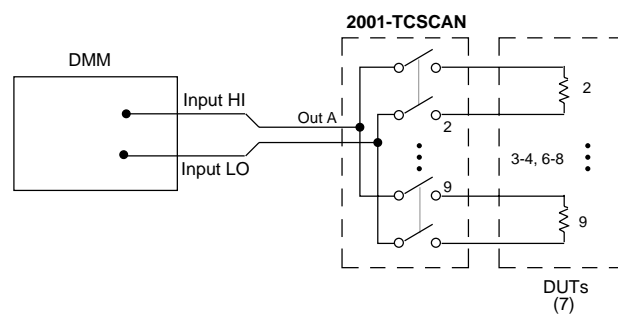 2001-TCSCAN
DMM
Input HI
Out A
2
2
Input LO
3-4, 6-8
9
9
DUTs
(7)